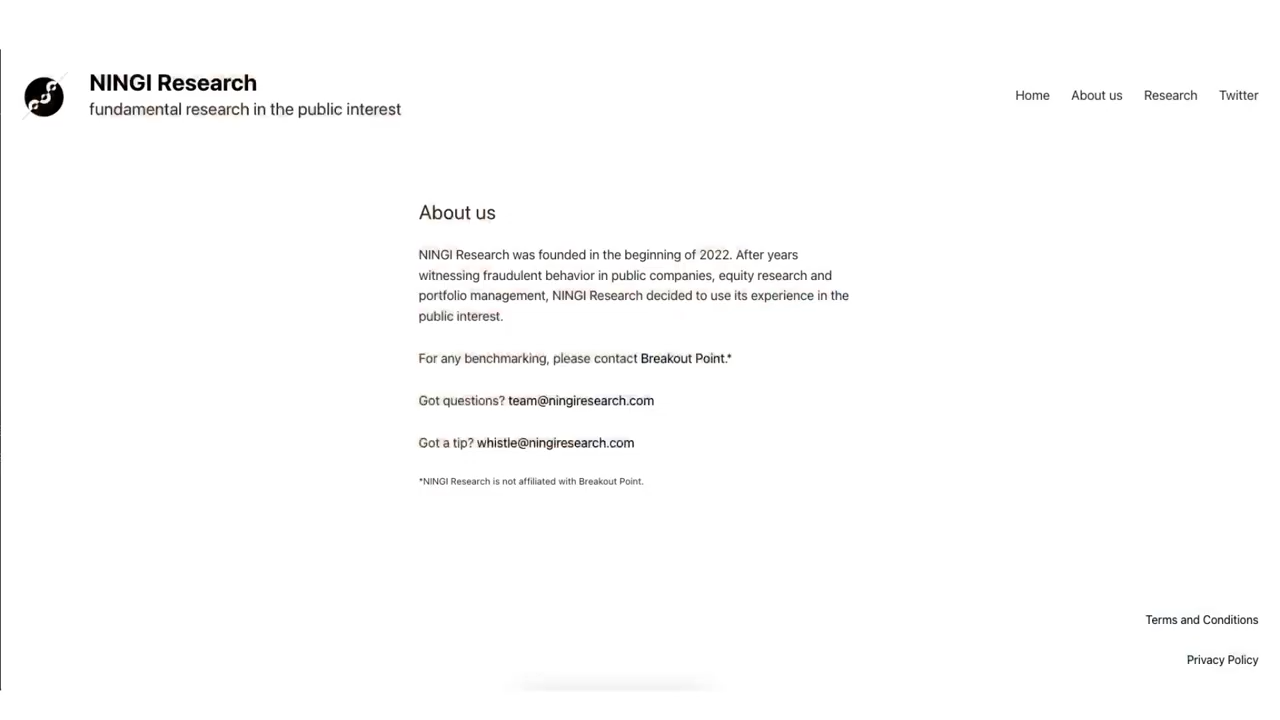 NINGI Research
fundamental research in the public interest
Home About us Research Twitter
About us
NINGI Research was founded in the beginning of 2022. After years
witnessing fraudulent behavior in public companies, equity research and
portfolio management, NINGI Research decided to use its experience in the
public interest.
For any benchmarking, please contact Breakout Point.*
Got questions? team@ningiresearch.com
Got a tip? whistle@ningiresearch.com
*NINGI Research is not affiliated with Breakout Point.
Terms and Conditions
Privacy Policy